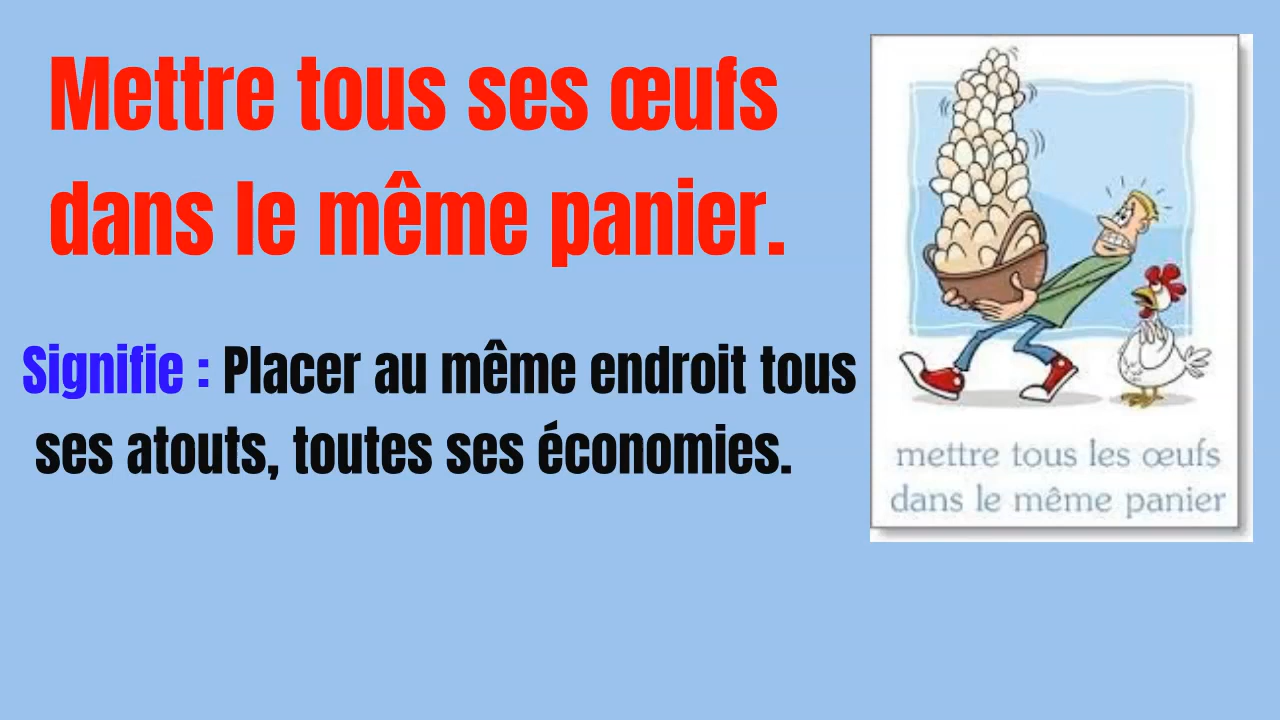 Mettre tous ses œufs
dans le même panier.
Signifie : Placer au même endroit tous
ses atouts, toutes ses économies.
mettre tous les œufs
dans le même panier